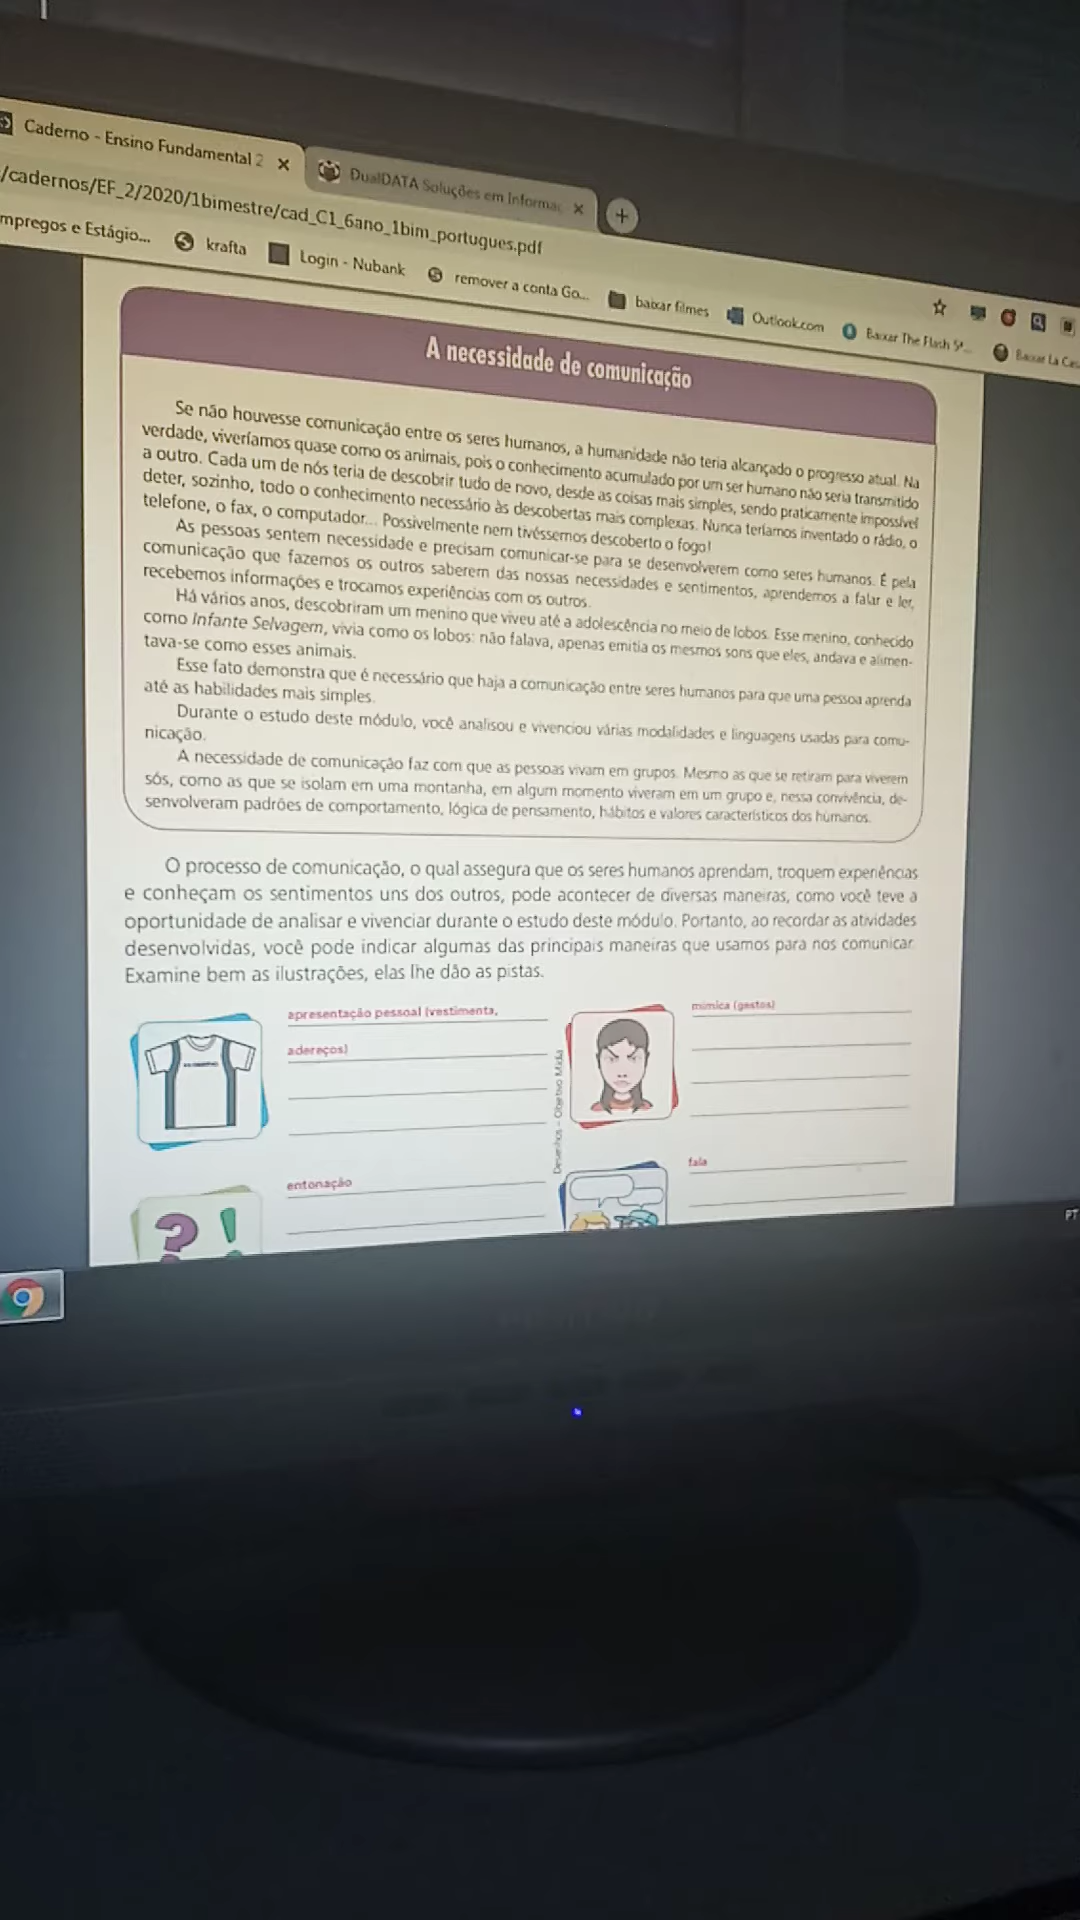 Caderno - Ensino Fundamental 2
DualDATA Soluções em Informac
/cadernos/EF_2/2020/1bimestre/cad_C1_6ano_1bim_portugues.pdf
mpregos e Estágio...
krafta
Login - Nubank
remover a conta Go...
baixar filmes
Outlook.com
Baixar The Flash 5ª...
Baixar La Cas
A necessidade de comunicação
Se não houvesse comunicação entre os seres humanos, a humanidade não teria alcançado o progresso atual. Na
verdade, viveríamos quase como os animais, pois o conhecimento acumulado por um ser humano não seria transmitido
a outro. Cada um de nós teria de descobrir tudo de novo, desde as coisas mais simples, sendo praticamente impossível
deter, sozinho, todo o conhecimento necessário às descobertas mais complexas. Nunca teríamos inventado o rádio, o
telefone, o fax, o computador... Possivelmente nem tivéssemos descoberto o fogo!
As pessoas sentem necessidade e precisam comunicar-se para se desenvolverem como seres humanos. É pela
comunicação que fazemos os outros saberem das nossas necessidades e sentimentos, aprendemos a falar e ler,
recebemos informações e trocamos experiências com os outros.
Há vários anos, descobriram um menino que viveu até a adolescência no meio de lobos. Esse menino, conhecido
como Infante Selvagem, vivia como os lobos: não falava, apenas emitia os mesmos sons que eles, andava e alimen-
tava-se como esses animais.
Esse fato demonstra que é necessário que haja a comunicação entre seres humanos para que uma pessoa aprenda
até as habilidades mais simples.
Durante o estudo deste módulo, você analisou e vivenciou várias modalidades e linguagens usadas para comu-
nicação.
A necessidade de comunicação faz com que as pessoas vivam em grupos. Mesmo as que se retiram para viverem
sós, como as que se isolam em uma montanha, em algum momento viveram em um grupo e, nessa convivência, de-
senvolveram padrões de comportamento, lógica de pensamento, hábitos e valores característicos dos humanos.
O processo de comunicação, o qual assegura que os seres humanos aprendam, troquem experiências
e conheçam os sentimentos uns dos outros, pode acontecer de diversas maneiras, como você teve a
oportunidade de analisar e vivenciar durante o estudo deste módulo. Portanto, ao recordar as atividades
desenvolvidas, você pode indicar algumas das principais maneiras que usamos para nos comunicar.
Examine bem as ilustrações, elas lhe dão as pistas.
apresentação pessoal (vestimenta,
adereços)
mímica (gestos)
Desenhos – Objetivo Mídia
entonação
fala
? !
PT